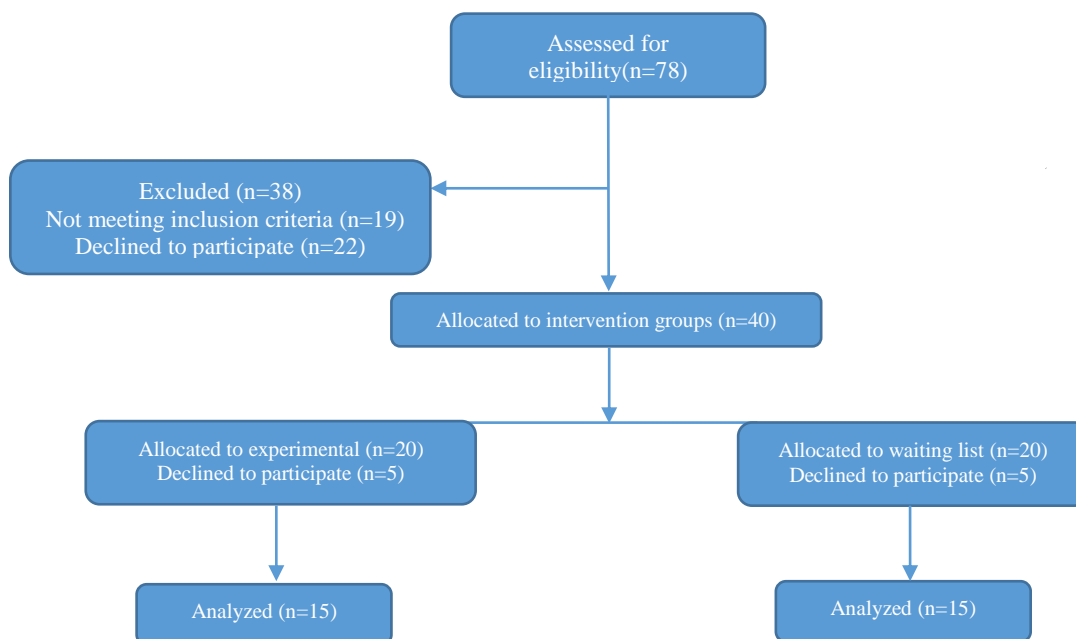 Assessed for
eligibility(n=78)
Excluded (n=38)
Not meeting inclusion criteria (n=19)
Declined to participate (n=22)
Allocated to intervention groups (n=40)
Allocated to experimental (n=20)
Declined to participate (n=5)
Allocated to waiting list (n=20)
Declined to participate (n=5)
Analyzed (n=15)
Analyzed (n=15)